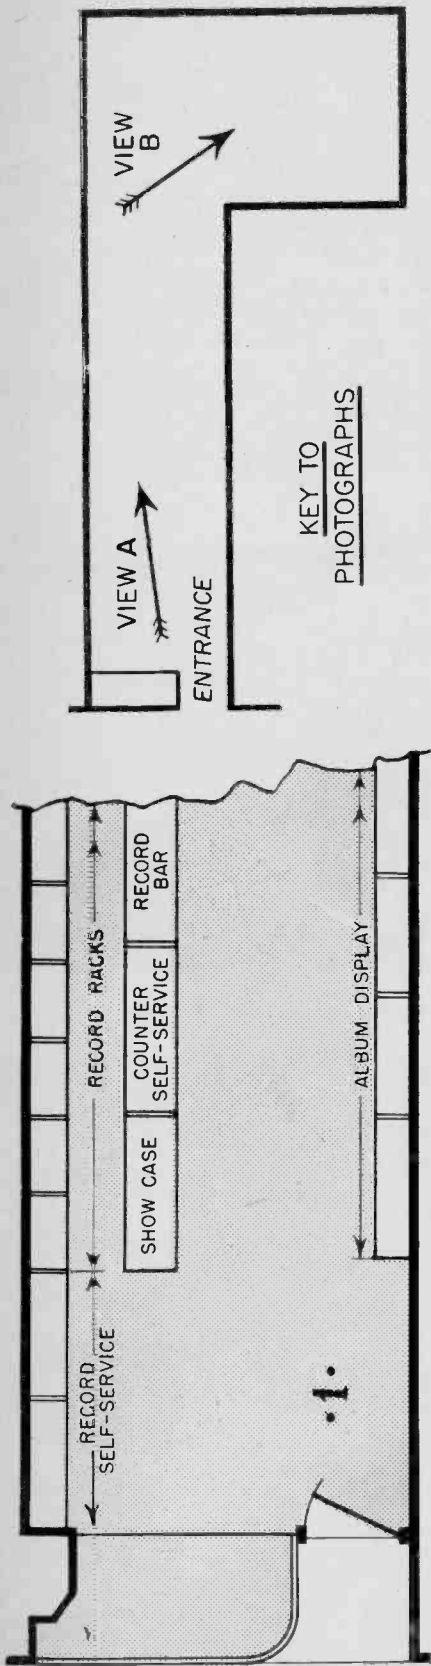 VIEW A
VIEW
B
ENTRANCE
KEY TO
PHOTOGRAPHS
RECORD
SELF-SERVICE
RECORD RACKS
SHOW CASE
COUNTER
SELF-SERVICE
RECORD
BAR
ALBUM DISPLAY
.1.